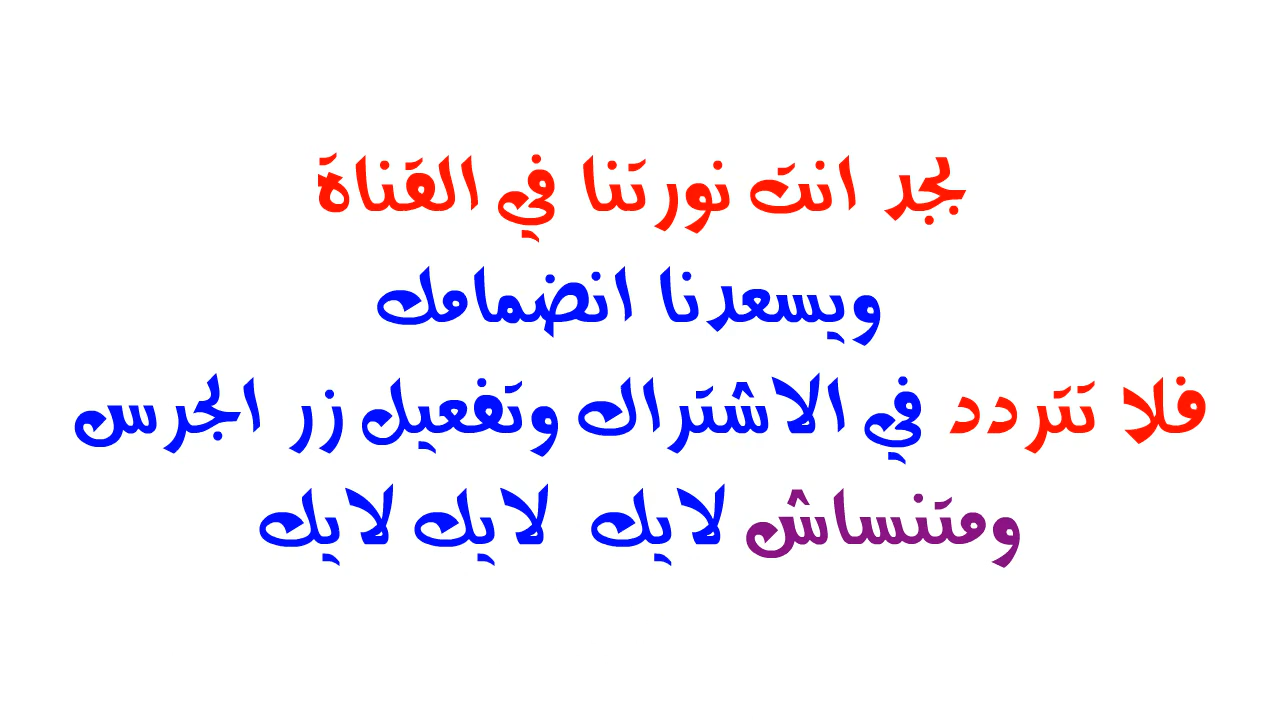 بجد انت نورتنا في القناة
ويسعدنا انضمامك
فلا تتردد في الاشتراك وتفعيل زر الجرس
ومتنساش لايك لايك لايك